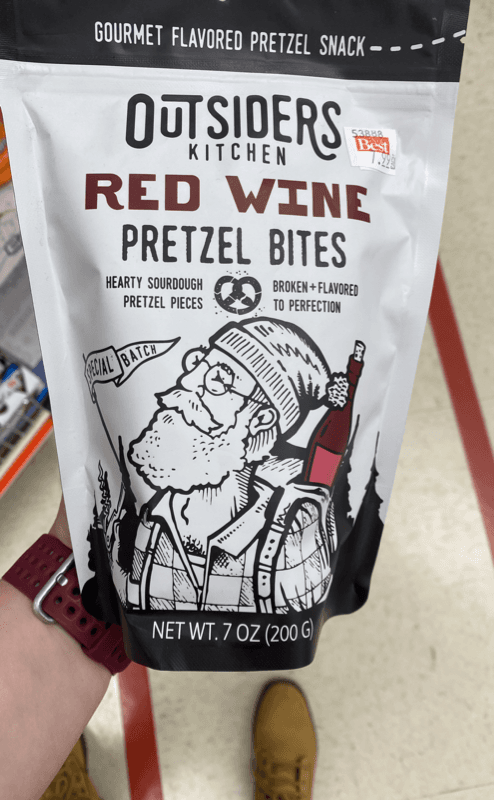 GOURMET FLAVORED PRETZEL SNACK
OUTSIDERS
KITCHEN
53888
Best
RED WINE
PRETZEL BITES
HEARTY SOURDOUGH
PRETZEL PIECES
BROKEN + FLAVORED
TO PERFECTION
SPECIAL BATCH
NET WT. 7 OZ (200 G)